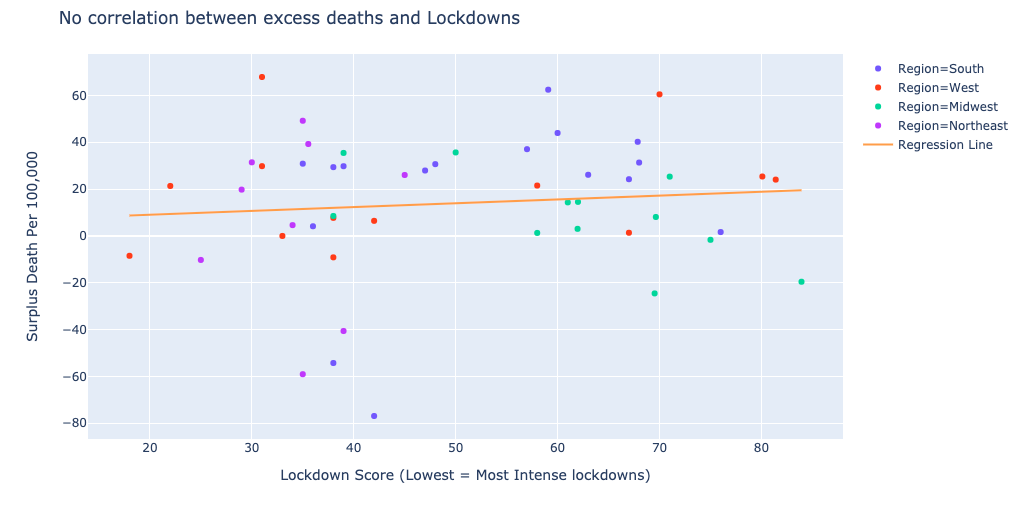 No correlation between excess deaths and Lockdowns
Region=South
Region=West
Region=Midwest
Region=Northeast
Regression Line
Surplus Death Per 100,000
60
40
20
0
−20
−40
−60
−80
20
30
40
50
60
70
80
Lockdown Score (Lowest = Most Intense lockdowns)